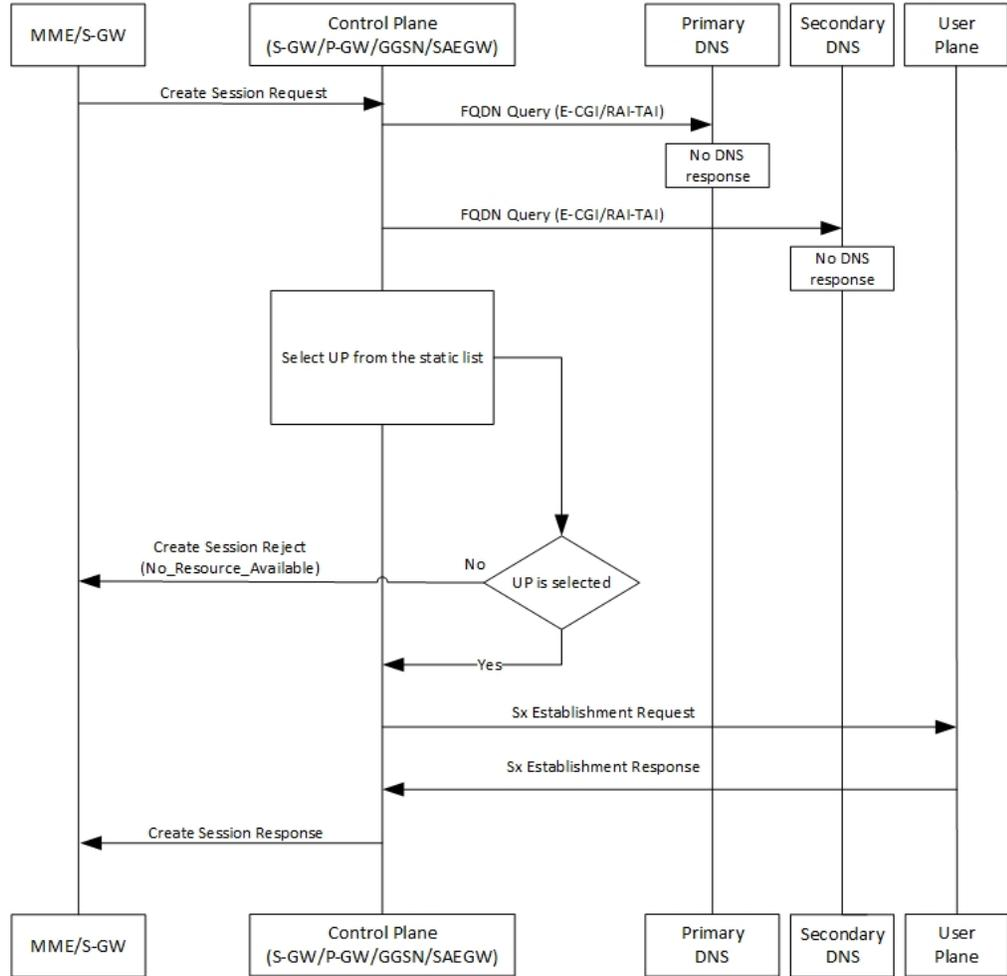 MME/S-GW
Control Plane
(S-GW/P-GW/GGSN/SAEGW)
Primary
DNS
Secondary
DNS
User
Plane
Create Session Request
FQDN Query (E-CGI/RAI-TAI)
No DNS
response
FQDN Query (E-CGI/RAI-TAI)
No DNS
response
Select UP from the static list
Create Session Reject
(No_Resource_Available)
No
UP is selected
Yes
Sx Establishment Request
Sx Establishment Response
Create Session Response
MME/S-GW
Control Plane
(S-GW/P-GW/GGSN/SAEGW)
Primary
DNS
Secondary
DNS
User
Plane